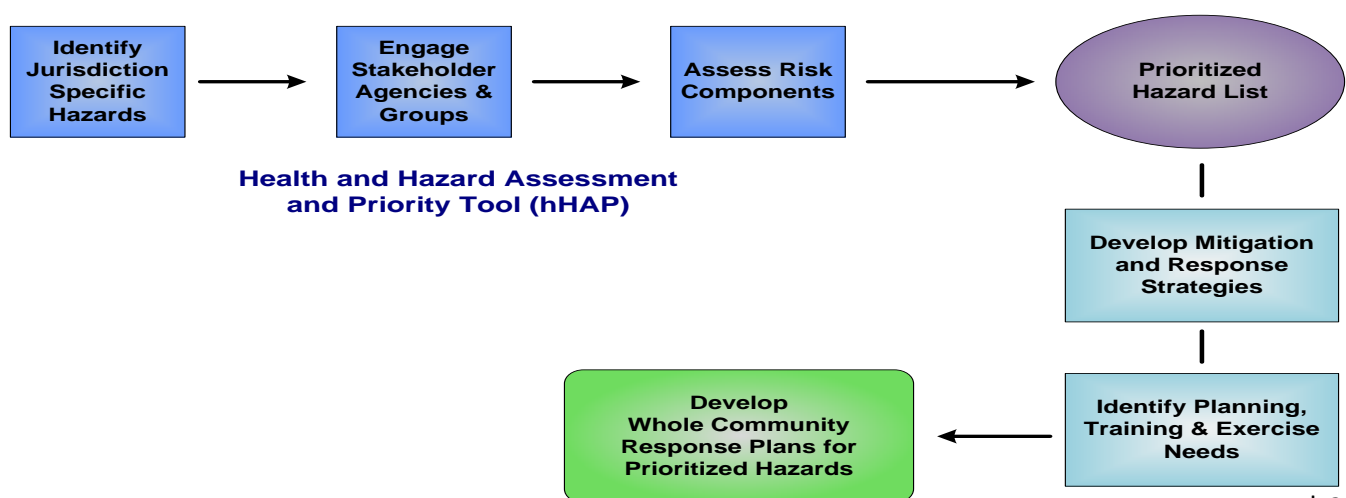 Identify
Jurisdiction
Specific
Hazards
Engage
Stakeholder
Agencies &
Groups
Assess Risk
Components
Prioritized
Hazard List
Health and Hazard Assessment
and Priority Tool (hHAP)
Develop Mitigation
and Response
Strategies
Identify Planning,
Training & Exercise
Needs
Develop
Whole Community
Response Plans for
Prioritized Hazards